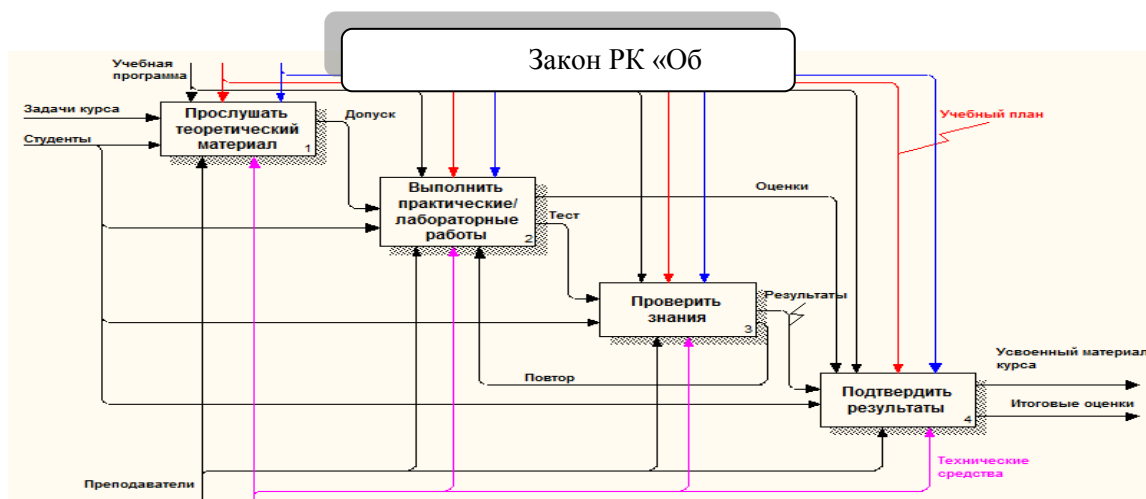 Закон РК «Об
Учебная
программа
Задачи курса
Студенты
Прослушать
теоретический
материал
1
Допуск
Учебный план
Выполнить
практические/
лабораторные
работы
2
Оценки
Тест
Проверить
знания
3
Результаты
Повтор
Подтвердить
результаты
4
Усвоенный материал
курса
Итоговые оценки
Технические
средства
Преподаватели